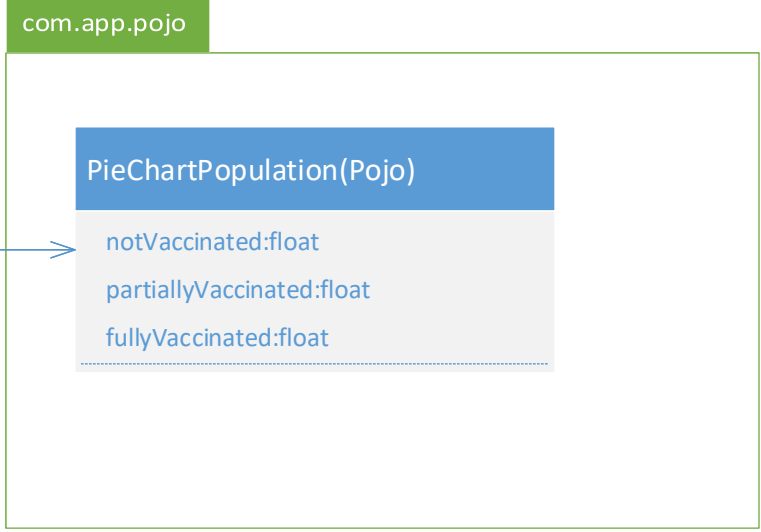 com.app.pojo
PieChartPopulation(Pojo)
notVaccinated:float
partiallyVaccinated:float
fullyVaccinated:float